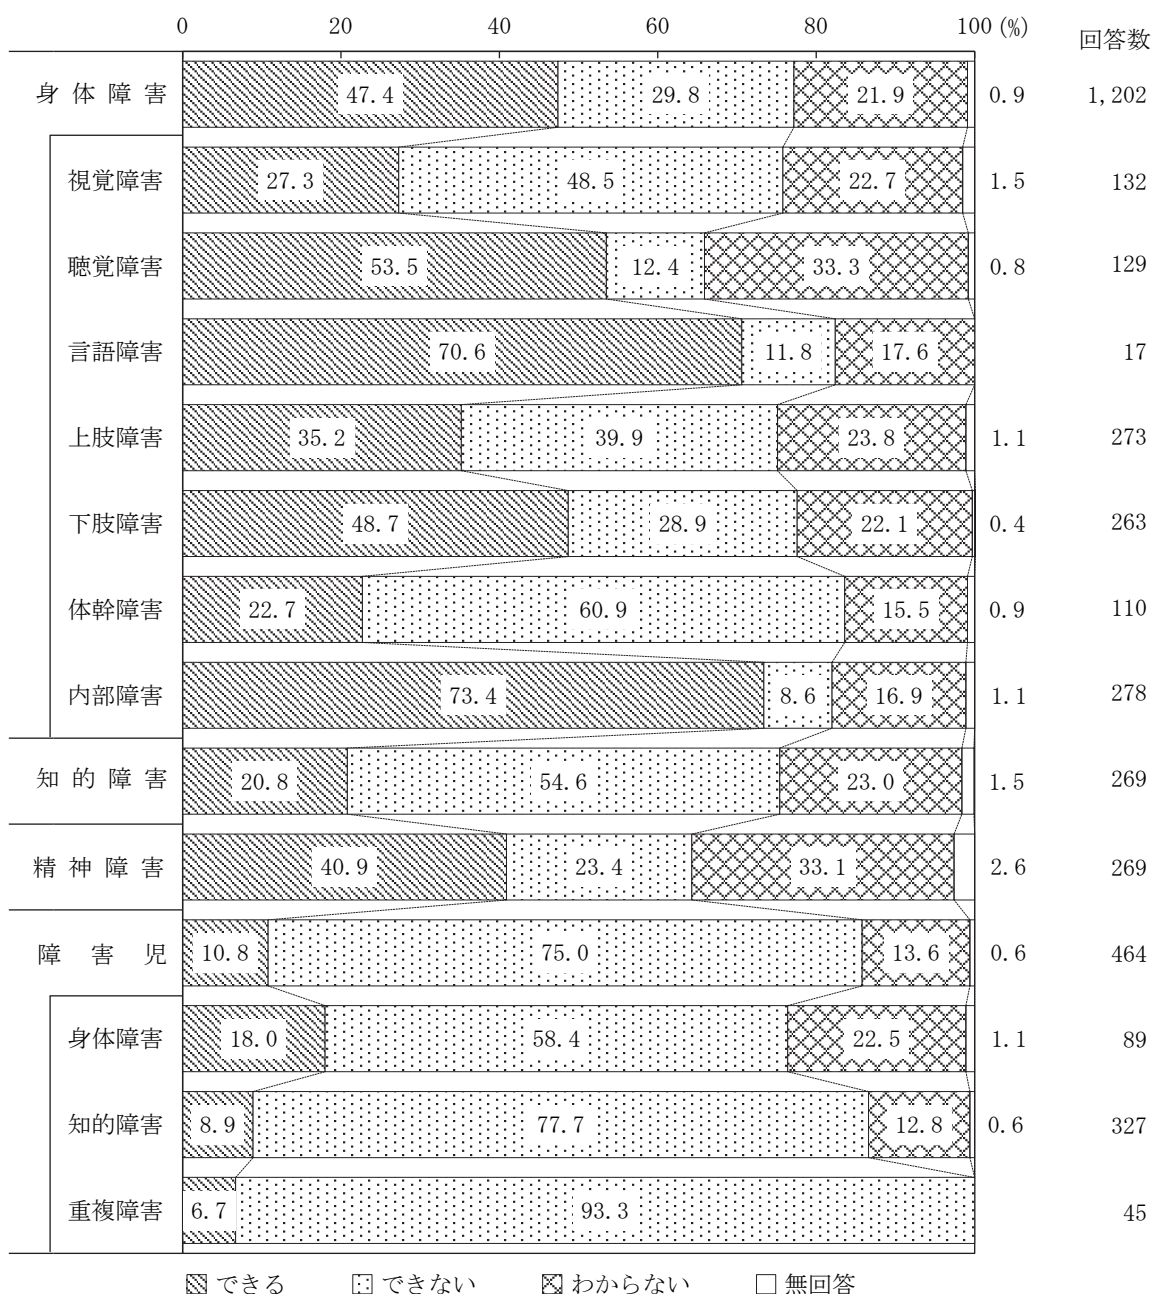 0 20 40 60 80 100 (%) 回答数
身体障害 47.4 29.8 21.9 0.9 1,202
視覚障害 27.3 48.5 22.7 1.5 132
聴覚障害 53.5 12.4 33.3 0.8 129
言語障害 70.6 11.8 17.6 17
上肢障害 35.2 39.9 23.8 1.1 273
下肢障害 48.7 28.9 22.1 0.4 263
体幹障害 22.7 60.9 15.5 0.9 110
内部障害 73.4 8.6 16.9 1.1 278
知的障害 20.8 54.6 23.0 1.5 269
精神障害 40.9 23.4 33.1 2.6 269
障害児 10.8 75.0 13.6 0.6 464
身体障害 18.0 58.4 22.5 1.1 89
知的障害 8.9 77.7 12.8 0.6 327
重複障害 6.7 93.3 45
できる できない わからない 無回答